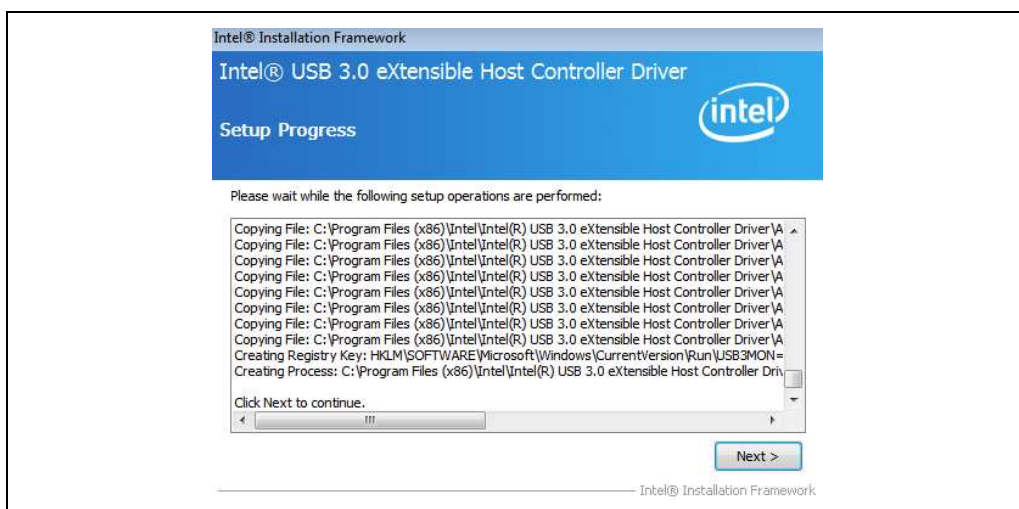 Intel® Installation Framework
Intel® USB 3.0 eXtensible Host Controller Driver
intel
Setup Progress
Please wait while the following setup operations are performed:
Copying File: C:\Program Files (x86)\Intel\Intel(R) USB 3.0 eXtensible Host Controller Driver\A
Copying File: C:\Program Files (x86)\Intel\Intel(R) USB 3.0 eXtensible Host Controller Driver\A
Copying File: C:\Program Files (x86)\Intel\Intel(R) USB 3.0 eXtensible Host Controller Driver\A
Copying File: C:\Program Files (x86)\Intel\Intel(R) USB 3.0 eXtensible Host Controller Driver\A
Copying File: C:\Program Files (x86)\Intel\Intel(R) USB 3.0 eXtensible Host Controller Driver\A
Copying File: C:\Program Files (x86)\Intel\Intel(R) USB 3.0 eXtensible Host Controller Driver\A
Copying File: C:\Program Files (x86)\Intel\Intel(R) USB 3.0 eXtensible Host Controller Driver\A
Copying File: C:\Program Files (x86)\Intel\Intel(R) USB 3.0 eXtensible Host Controller Driver\A
Creating Registry Key: HKLM\SOFTWARE\Microsoft\Windows\CurrentVersion\Run\USB3MON=
Creating Process: C:\Program Files (x86)\Intel\Intel(R) USB 3.0 eXtensible Host Controller Driv
Click Next to continue.
Next >
Intel® Installation Framework